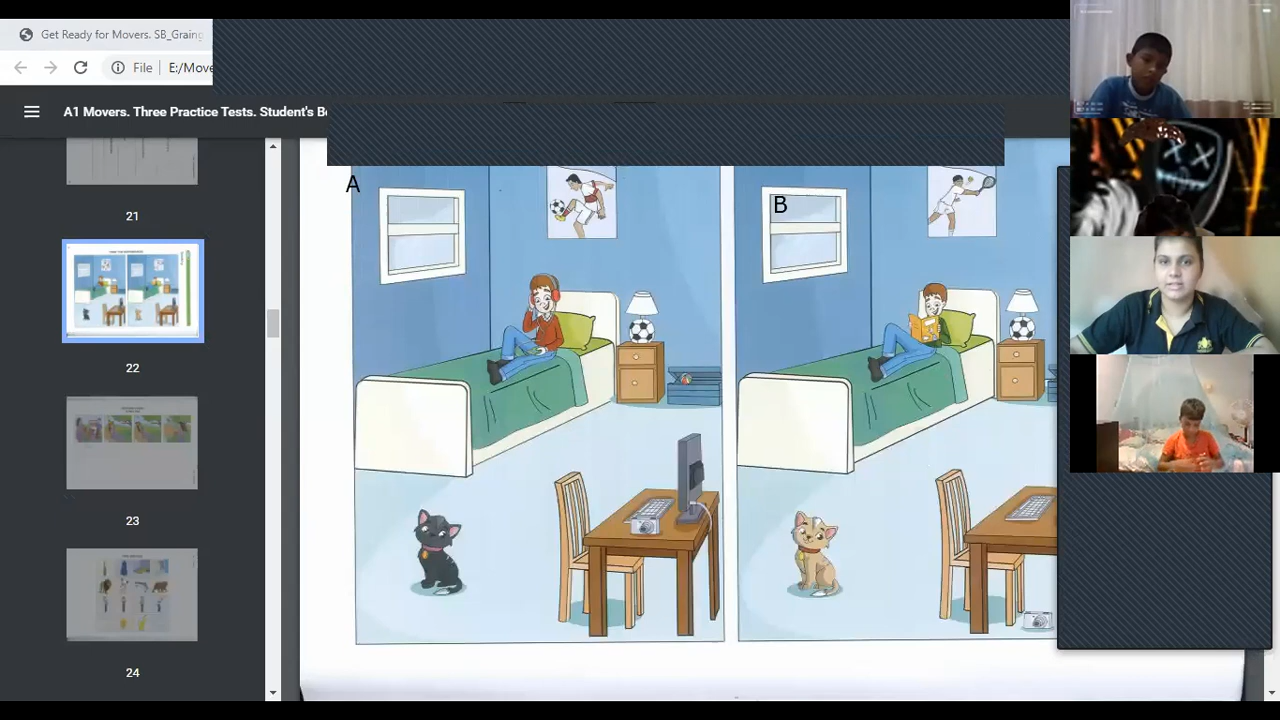 Get Ready for Movers. SB_Graing
File
E:/Move
A1 Movers. Three Practice Tests. Student's B
A
B
21
22
23
24